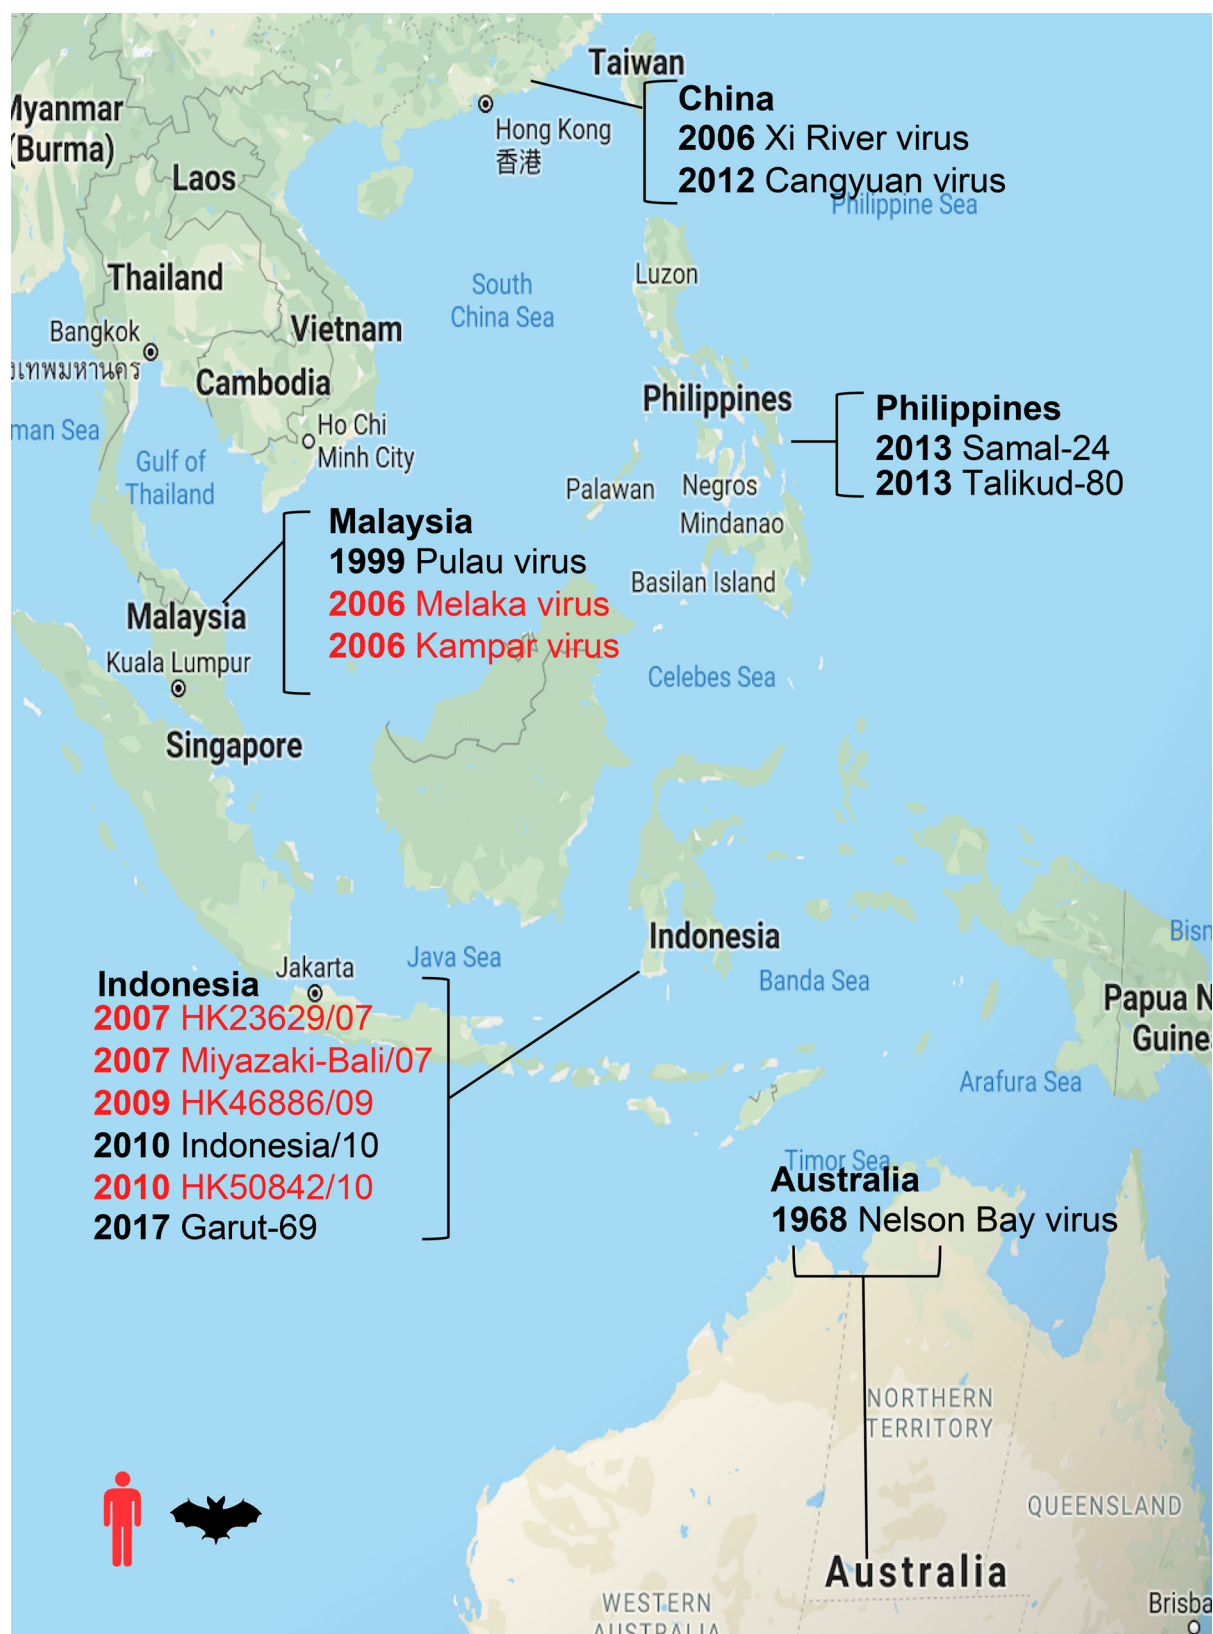 Taiwan
China
2006 Xi River virus
2012 Cangyuan virus
Philippine Sea
Myanmar
(Burma)
Hong Kong
香港
Laos
Thailand
Bangkok
Vietnam
Cambodia
Ho Chi
Minh City
Gulf of
Thailand
South
China Sea
Luzon
Philippines
Palawan
Negros
Mindanao
Basilan Island
Philippines
2013 Samal-24
2013 Talikud-80
man Sea
Malaysia
1999 Pulau virus
2006 Melaka virus
2006 Kampar virus
Malaysia
Kuala Lumpur
Singapore
Celebes Sea
Indonesia
Java Sea
Banda Sea
Jakarta
Indonesia
2007 HK23629/07
2007 Miyazaki-Bali/07
2009 HK46886/09
2010 Indonesia/10
2010 HK50842/10
2017 Garut-69
Bisn
Papua N
Guine
Arafura Sea
Timor Sea
Australia
1968 Nelson Bay virus
NORTHERN
TERRITORY
QUEENSLAND
Australia
WESTERN
AUSTRALIA
Brisba